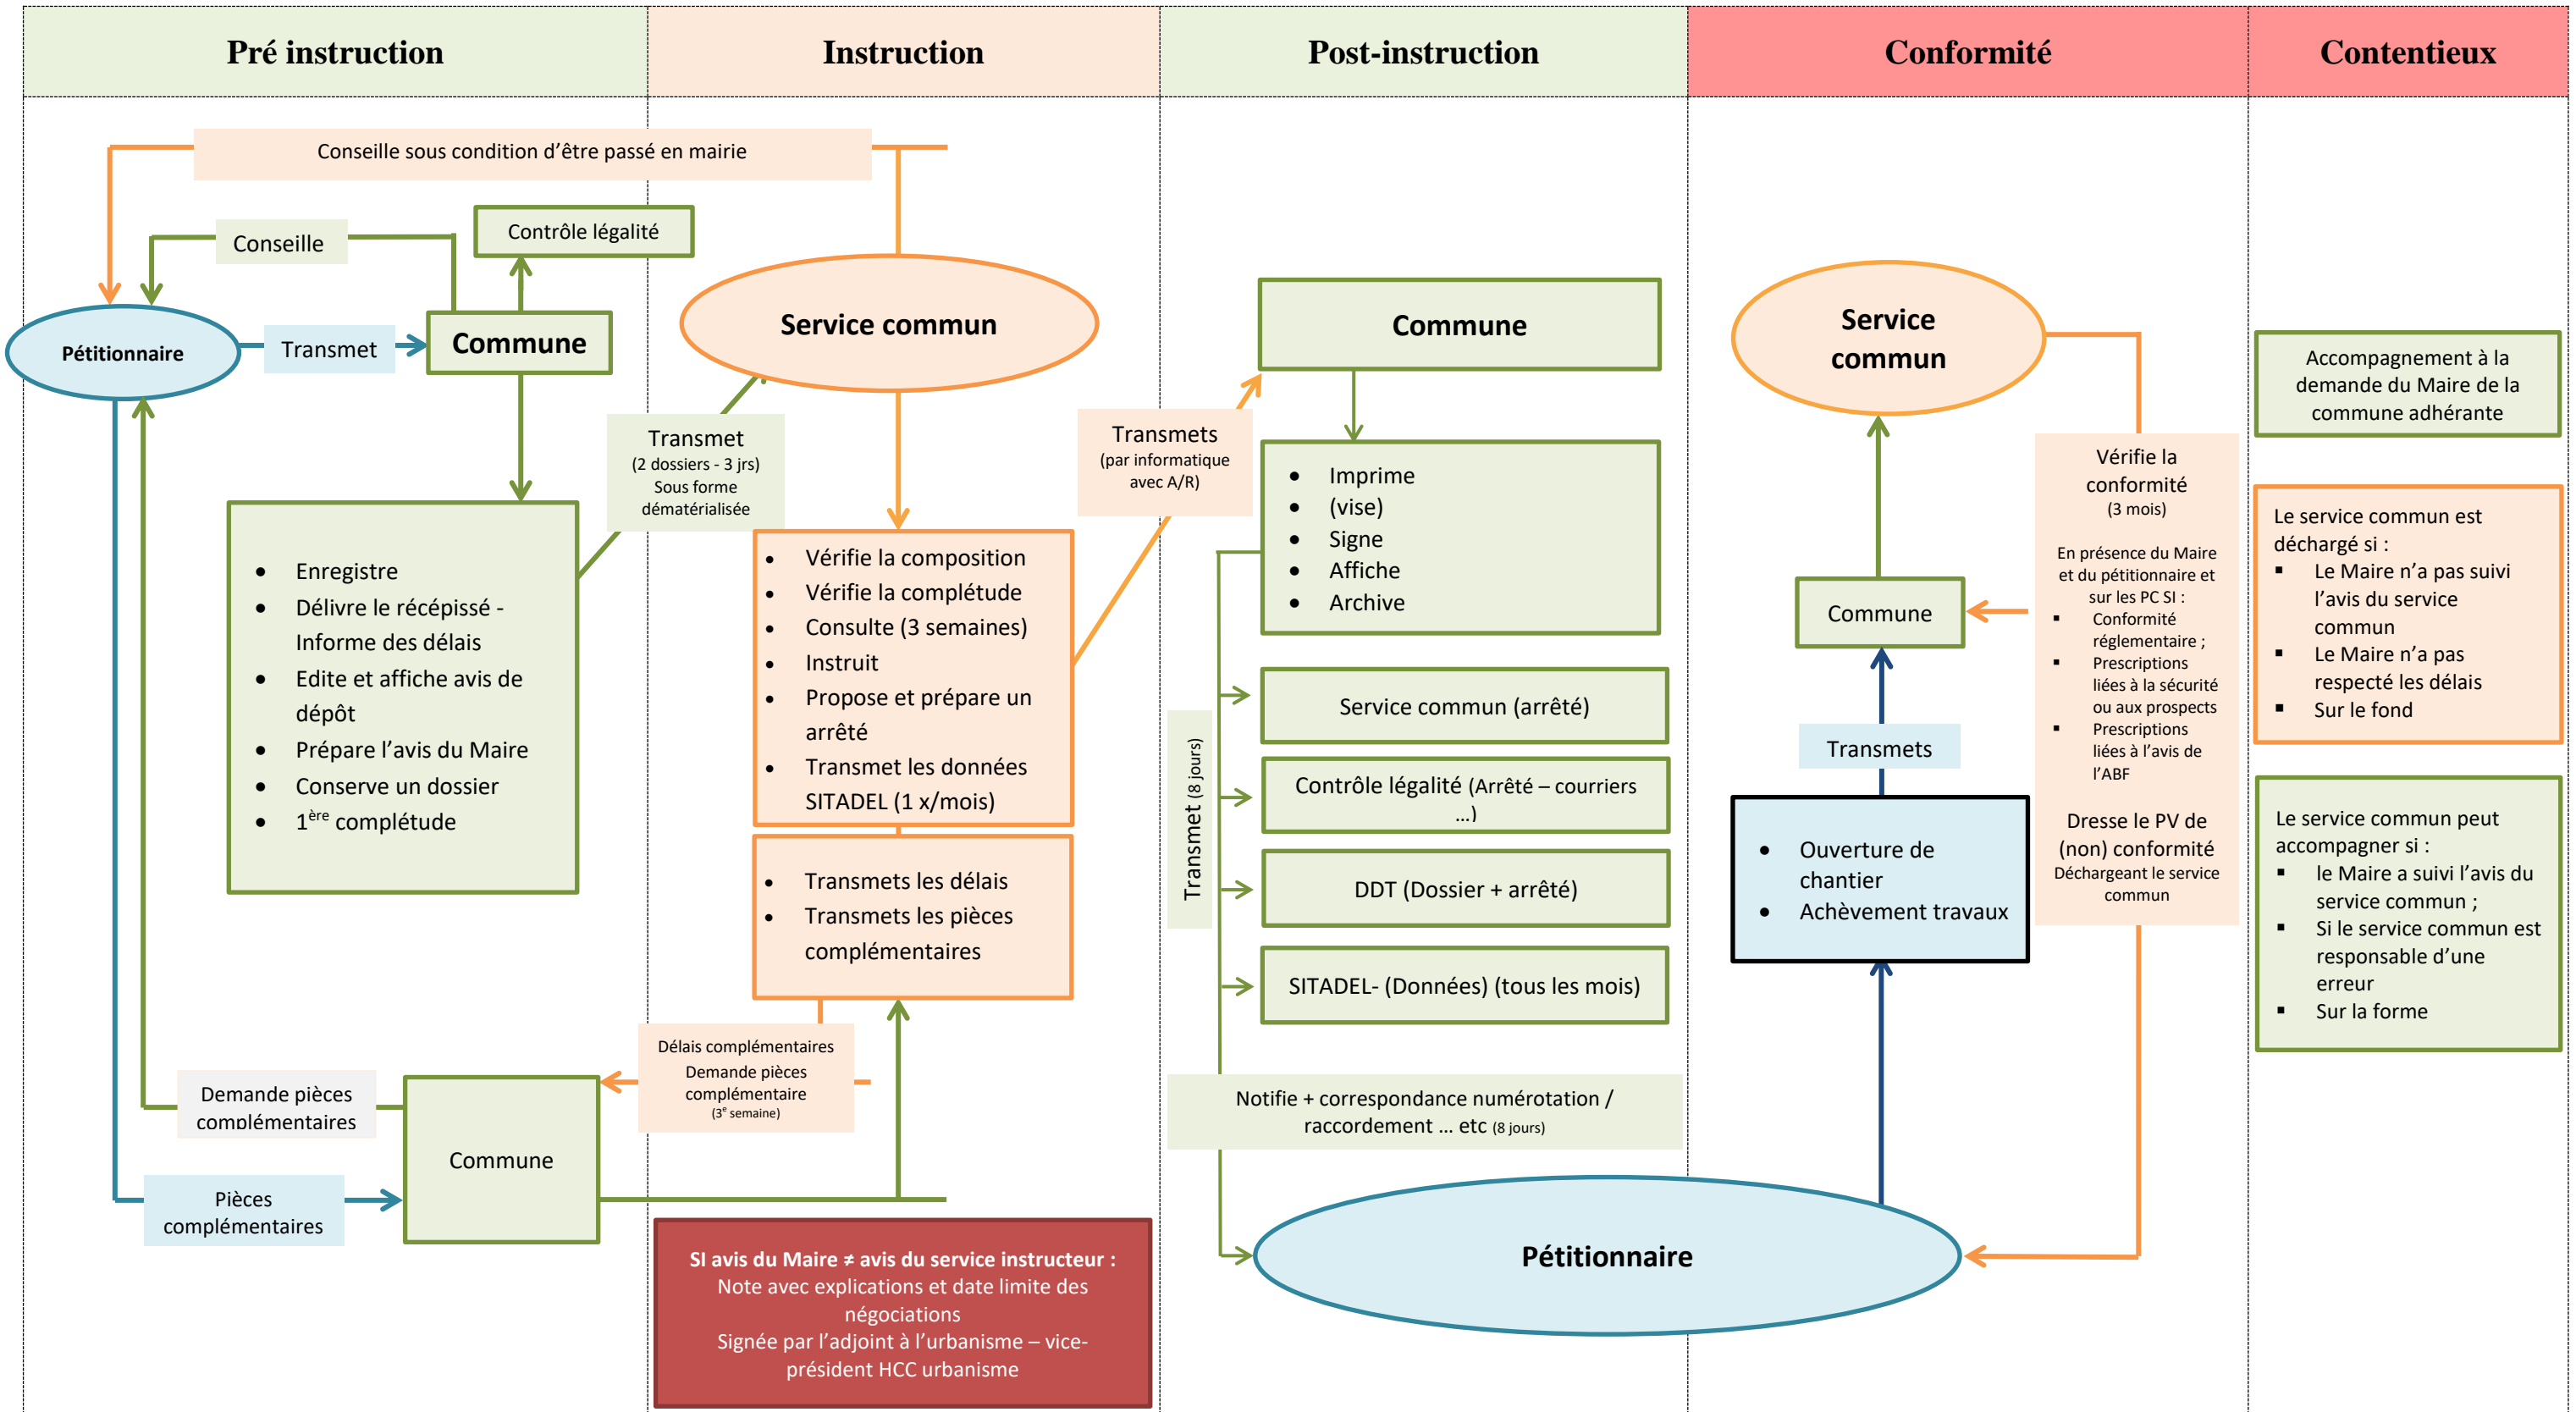 Pré instruction
Instruction
Post-instruction
Conformité
Contentieux
Conseille sous condition d’être passé en mairie
Conseille
Contrôle légalité
Pétitionnaire
Transmet
Commune
Transmet
(2 dossiers - 3 jrs)
Sous forme
dématérialisée
• Enregistre
• Délivre le récépissé -
Informe des délais
• Edite et affiche avis de
dépôt
• Prépare l’avis du Maire
• Conserve un dossier
• 1ère complétude
Demande pièces
complémentaires
Pièces
complémentaires
Commune
Service commun
• Vérifie la composition
• Vérifie la complétude
• Consulte (3 semaines)
• Instruit
• Propose et prépare un
arrêté
• Transmet les données
SITADEL (1 x/mois)
• Transmets les délais
• Transmets les pièces
complémentaires
Délais complémentaires
Demande pièces
complémentaire
(3e semaine)
SI avis du Maire ≠ avis du service instructeur :
Note avec explications et date limite des
négociations
Signée par l’adjoint à l’urbanisme – vice-
président HCC urbanisme
Transmets
(par informatique
avec A/R)
Commune
• Imprime
• (vise)
• Signe
• Affiche
• Archive
Transmet (8 jours)
Service commun (arrêté)
Contrôle légalité (Arrêté – courriers
…)
DDT (Dossier + arrêté)
SITADEL- (Données) (tous les mois)
Notifie + correspondance numérotation /
raccordement … etc (8 jours)
Pétitionnaire
Service
commun
Commune
Transmets
• Ouverture de
chantier
• Achèvement travaux
Vérifie la
conformité
(3 mois)
En présence du Maire
et du pétitionnaire et
sur les PC SI :
▪ Conformité
réglementaire ;
▪ Prescriptions
liées à la sécurité
ou aux prospects
▪ Prescriptions
liées à l’avis de
l’ABF
Dresse le PV de
(non) conformité
Déchargeant le service
commun
Accompagnement à la
demande du Maire de la
commune adhérante
Le service commun est
déchargé si :
▪ Le Maire n’a pas suivi
l’avis du service
commun
▪ Le Maire n’a pas
respecté les délais
▪ Sur le fond
Le service commun peut
accompagner si :
▪ le Maire a suivi l’avis du
service commun ;
▪ Si le service commun est
responsable d’une
erreur
▪ Sur la forme